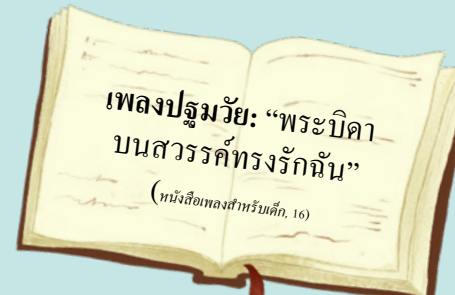 เพลงปฐมวัย: “พระบิดา
บนสวรรค์ทรงรักฉัน”
(หนังสือเพลงสำหรับเด็ก, 16)